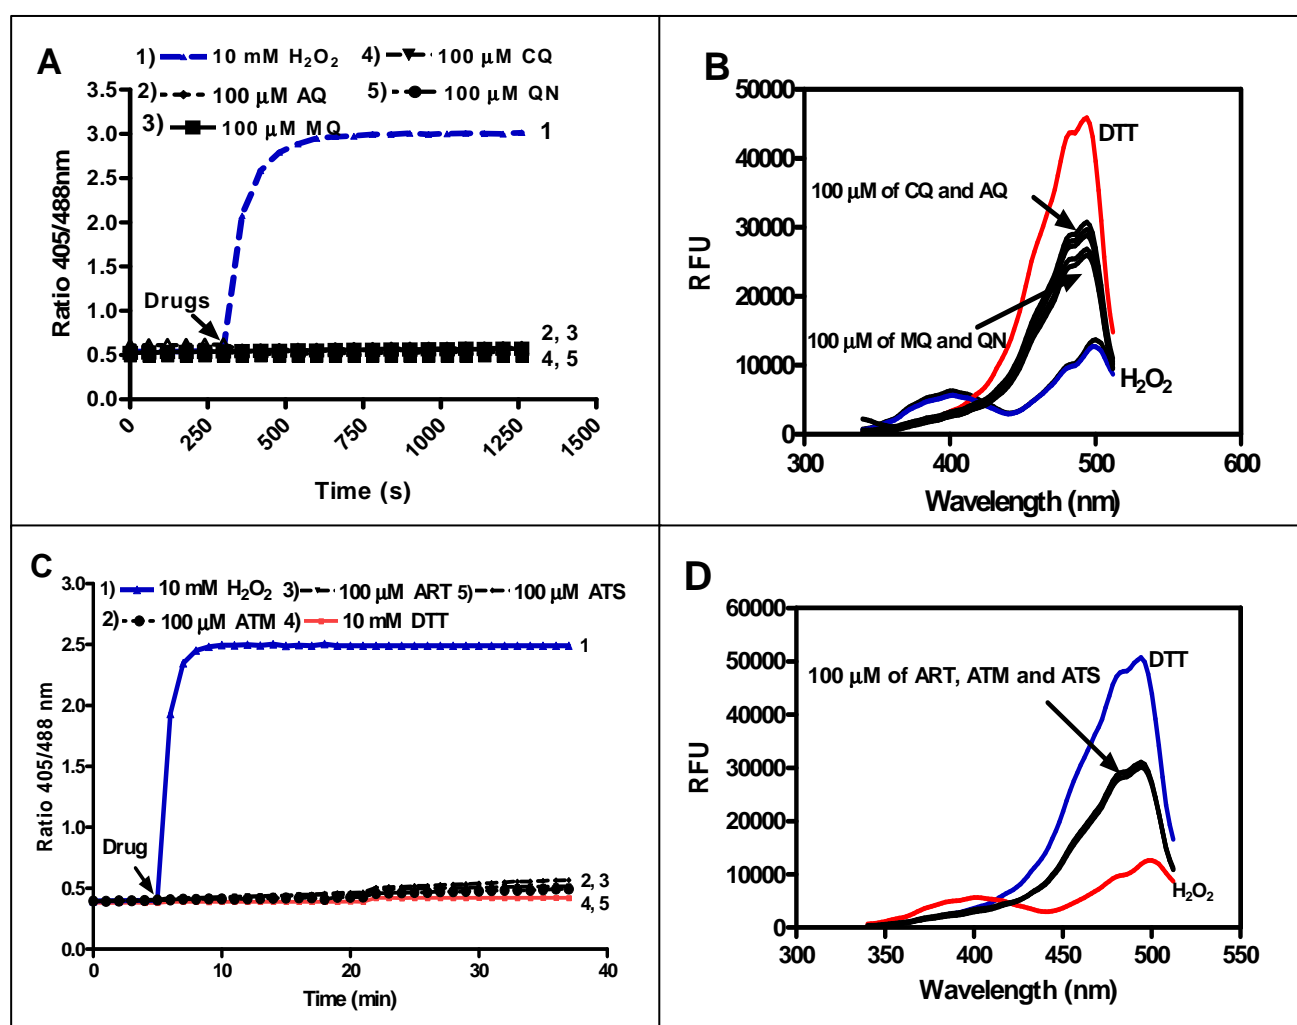 A
1) 10 mM H₂O₂ 4) 100 µM CQ
2) 100 µM AQ 5) 100 µM QN
3) 100 µM MQ
Ratio 405/488nm
3.5
3.0
2.5
2.0
1.5
1.0
0.5
0.0
1
Drugs
2, 3
4, 5
0 250 500 750 1000 1250 1500
Time (s)
B
RFU
50000
40000
30000
20000
10000
0
DTT
100 µM of CQ and AQ
100 µM of MQ and QN
H₂O₂
300 400 500 600
Wavelength (nm)
C
1) 10 mM H₂O₂ 3) 100 µM ART 5) 100 µM ATS
2) 100 µM ATM 4) 10 mM DTT
Ratio 405/488 nm
3.0
2.5
2.0
1.5
1.0
0.5
0.0
1
Drug
2, 3
4, 5
0 10 20 30 40
Time (min)
D
RFU
60000
50000
40000
30000
20000
10000
0
DTT
100 µM of ART, ATM and ATS
H₂O₂
300 350 400 450 500 550
Wavelength (nm)